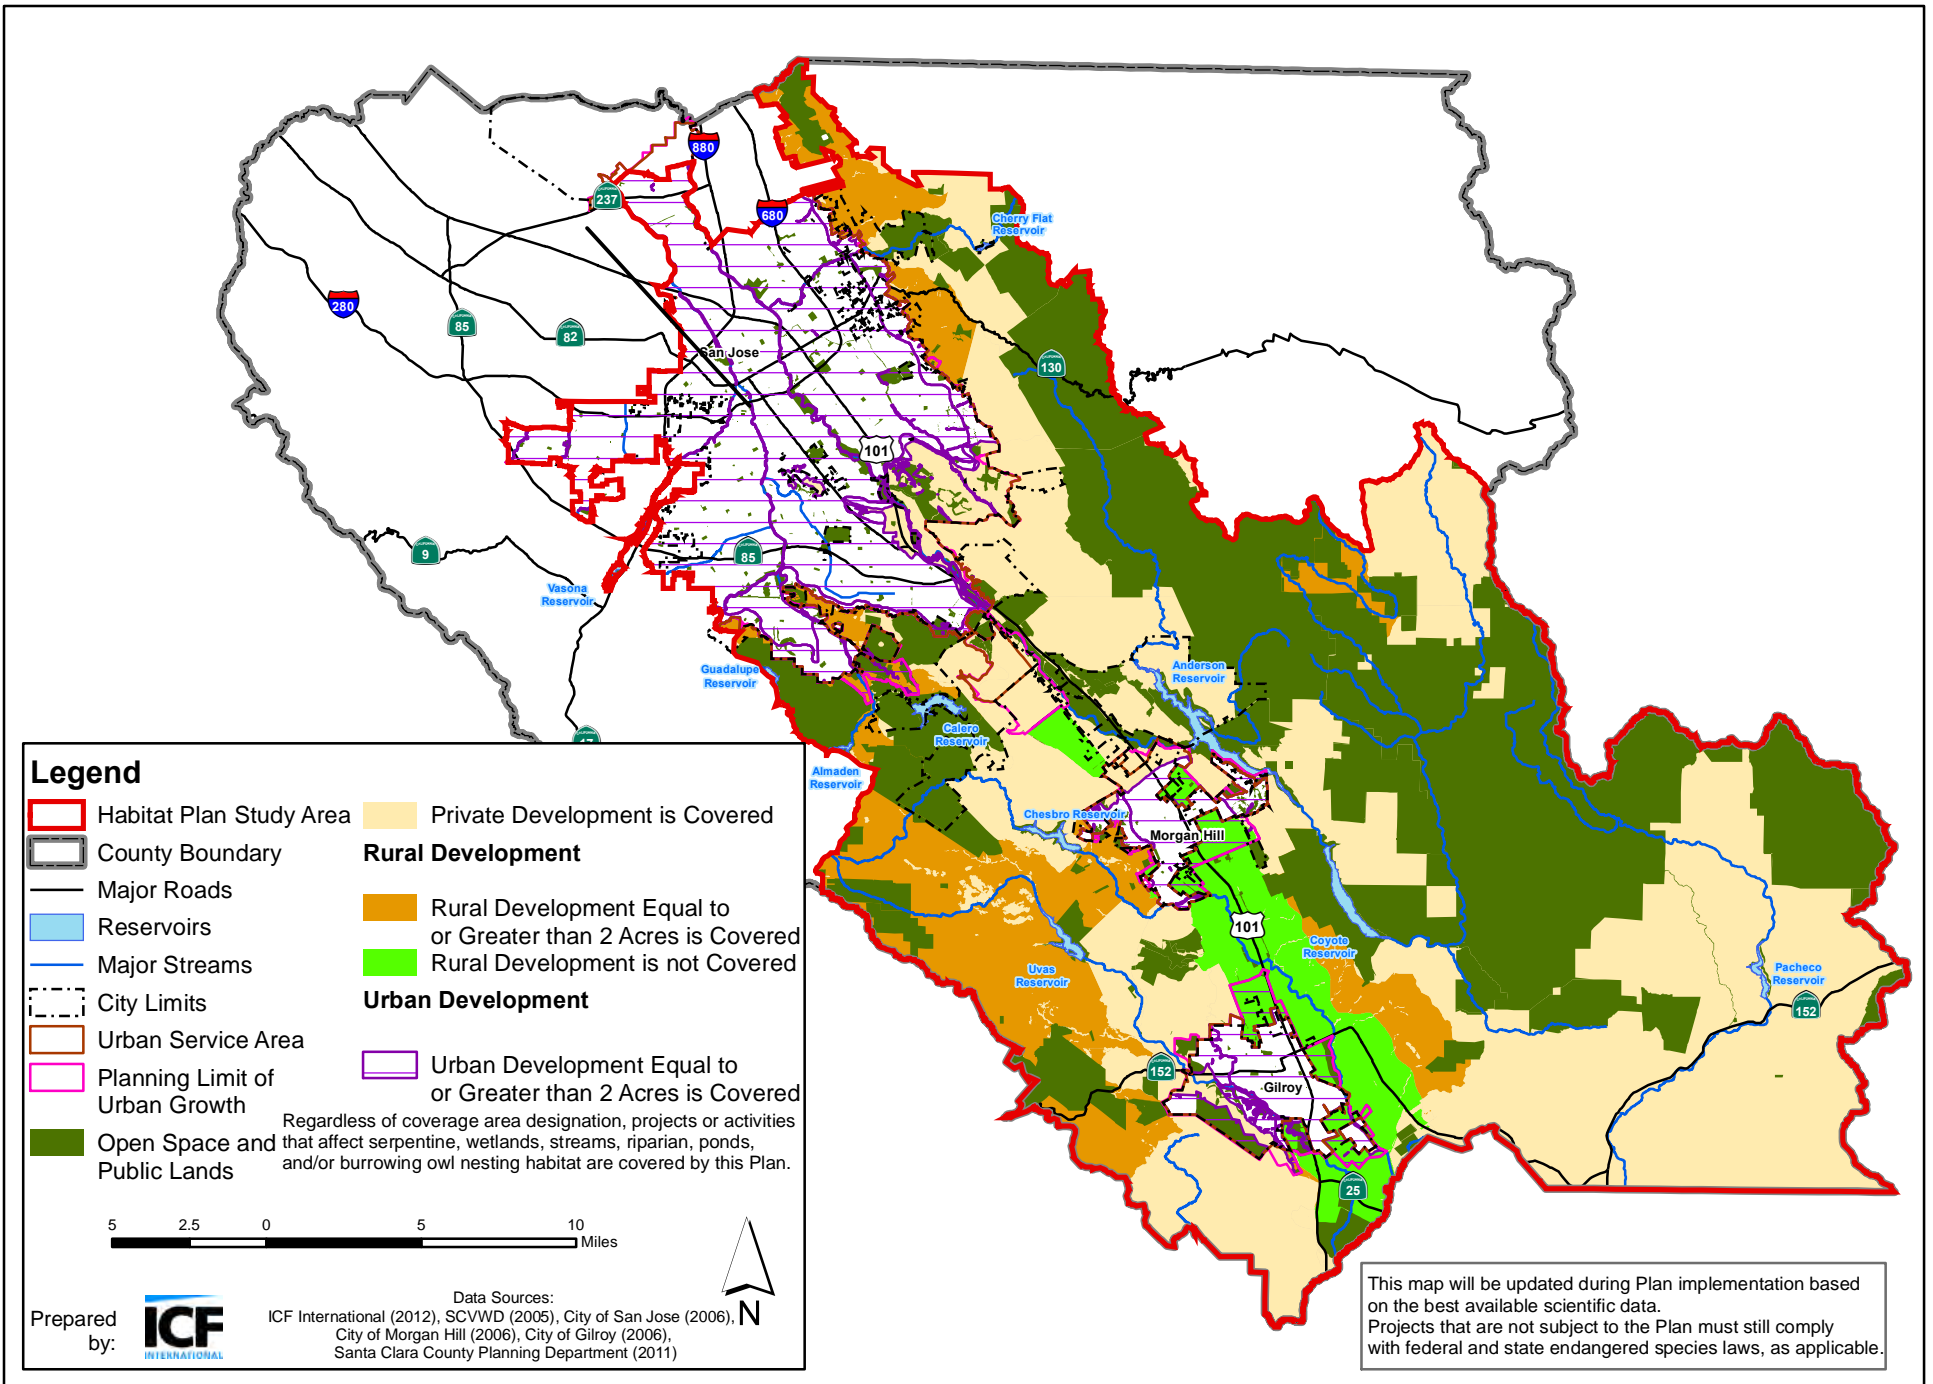 880
237
680
Cherry Flat
Reservoir
280
85
82
San Jose
130
101
9
85
Vasona
Reservoir
Guadalupe
Reservoir
Anderson
Reservoir
Calero
Reservoir
17
Almaden
Reservoir
Chesbro Reservoir
Morgan Hill
101
Coyote
Reservoir
Uvas
Reservoir
Pacheco
Reservoir
152
152
Gilroy
25
Legend
Habitat Plan Study Area
County Boundary
Major Roads
Reservoirs
Major Streams
City Limits
Urban Service Area
Planning Limit of
Urban Growth
Open Space and
Public Lands
Private Development is Covered
Rural Development
Rural Development Equal to
or Greater than 2 Acres is Covered
Rural Development is not Covered
Urban Development
Urban Development Equal to
or Greater than 2 Acres is Covered
Regardless of coverage area designation, projects or activities
that affect serpentine, wetlands, streams, riparian, ponds,
and/or burrowing owl nesting habitat are covered by this Plan.
5 2.5 0 5 10
Miles
N
Prepared
by:
ICF
INTERNATIONAL
Data Sources:
ICF International (2012), SCVWD (2005), City of San Jose (2006),
City of Morgan Hill (2006), City of Gilroy (2006),
Santa Clara County Planning Department (2011)
This map will be updated during Plan implementation based
on the best available scientific data.
Projects that are not subject to the Plan must still comply
with federal and state endangered species laws, as applicable.